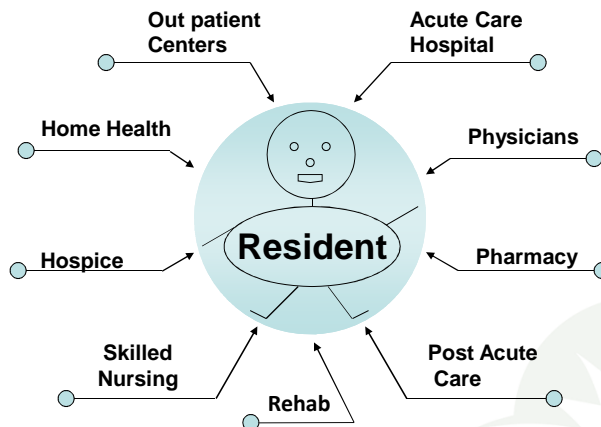 Out patient
Centers
Acute Care
Hospital
Home Health
Physicians
Resident
Hospice
Pharmacy
Skilled
Nursing
Post Acute
Care
Rehab